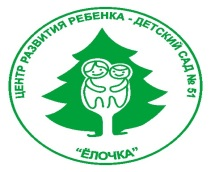 ЦЕНТР РАЗВИТИЯ РЕБЕНКА - ДЕТСКИЙ САД № 51
"ЁЛОЧКА"